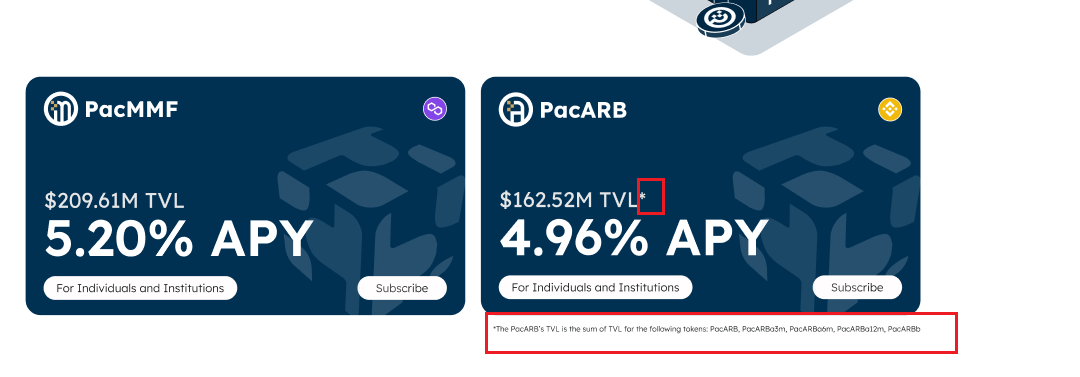 PacMMF
$209.61M TVL
5.20% APY
For Individuals and Institutions
Subscribe
PacARB
$162.52M TVL*
4.96% APY
For Individuals and Institutions
Subscribe
*The PacARB's TVL is the sum of TVL for the following tokens: PacARB, PacARBa3m, PacARBa6m, PacARBa12m, PacARBb